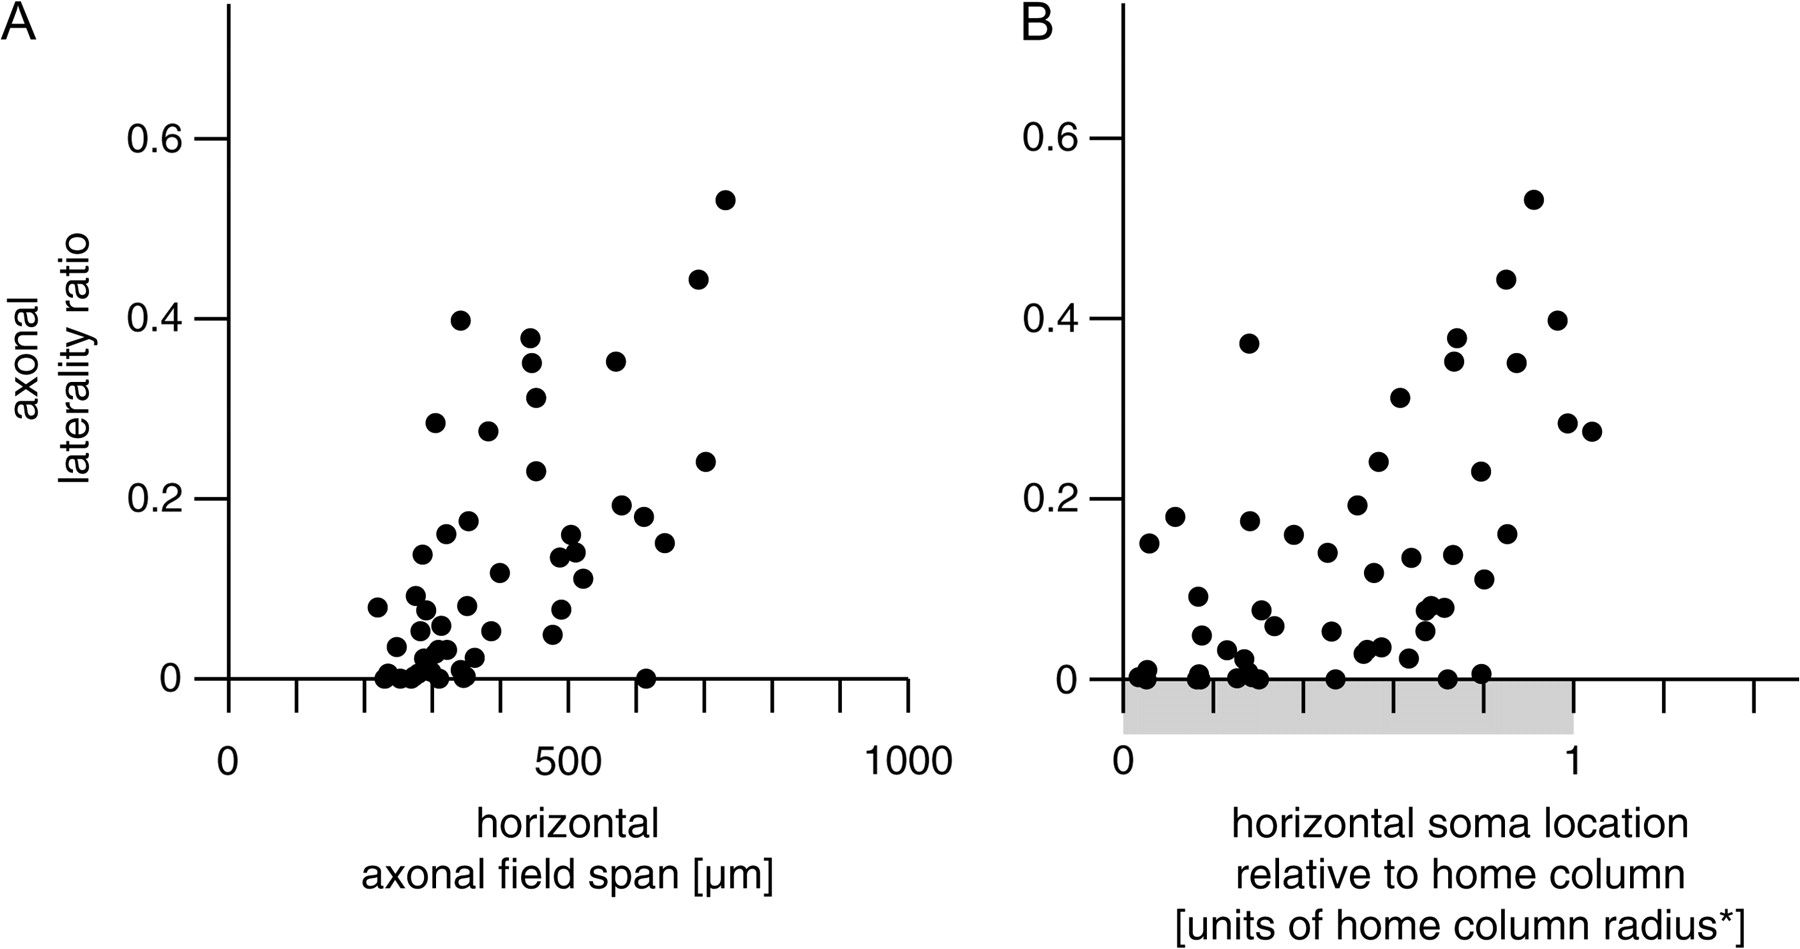 A
0.6
0.4
0.2
0
axonal
laterality ratio
0
500
1000
horizontal
axonal field span [µm]
B
0.6
0.4
0.2
0
0
1
horizontal soma location
relative to home column
[units of home column radius*]